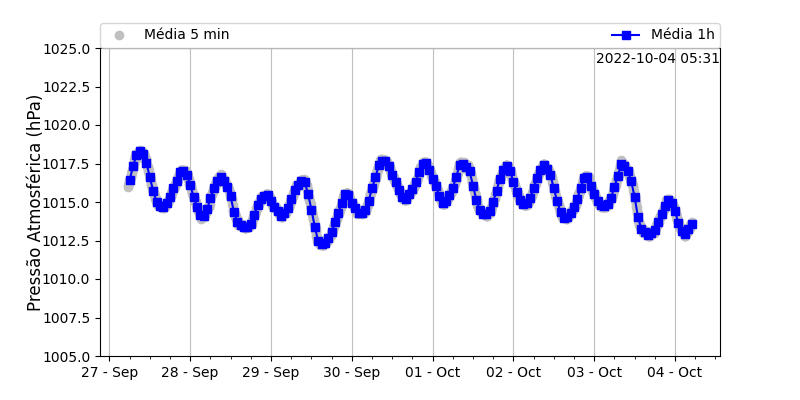 Média 5 min
Média 1h
2022-10-04 05:31
Pressão Atmosférica (hPa)
1025.0
1022.5
1020.0
1017.5
1015.0
1012.5
1010.0
1007.5
1005.0
27 - Sep
28 - Sep
29 - Sep
30 - Sep
01 - Oct
02 - Oct
03 - Oct
04 - Oct